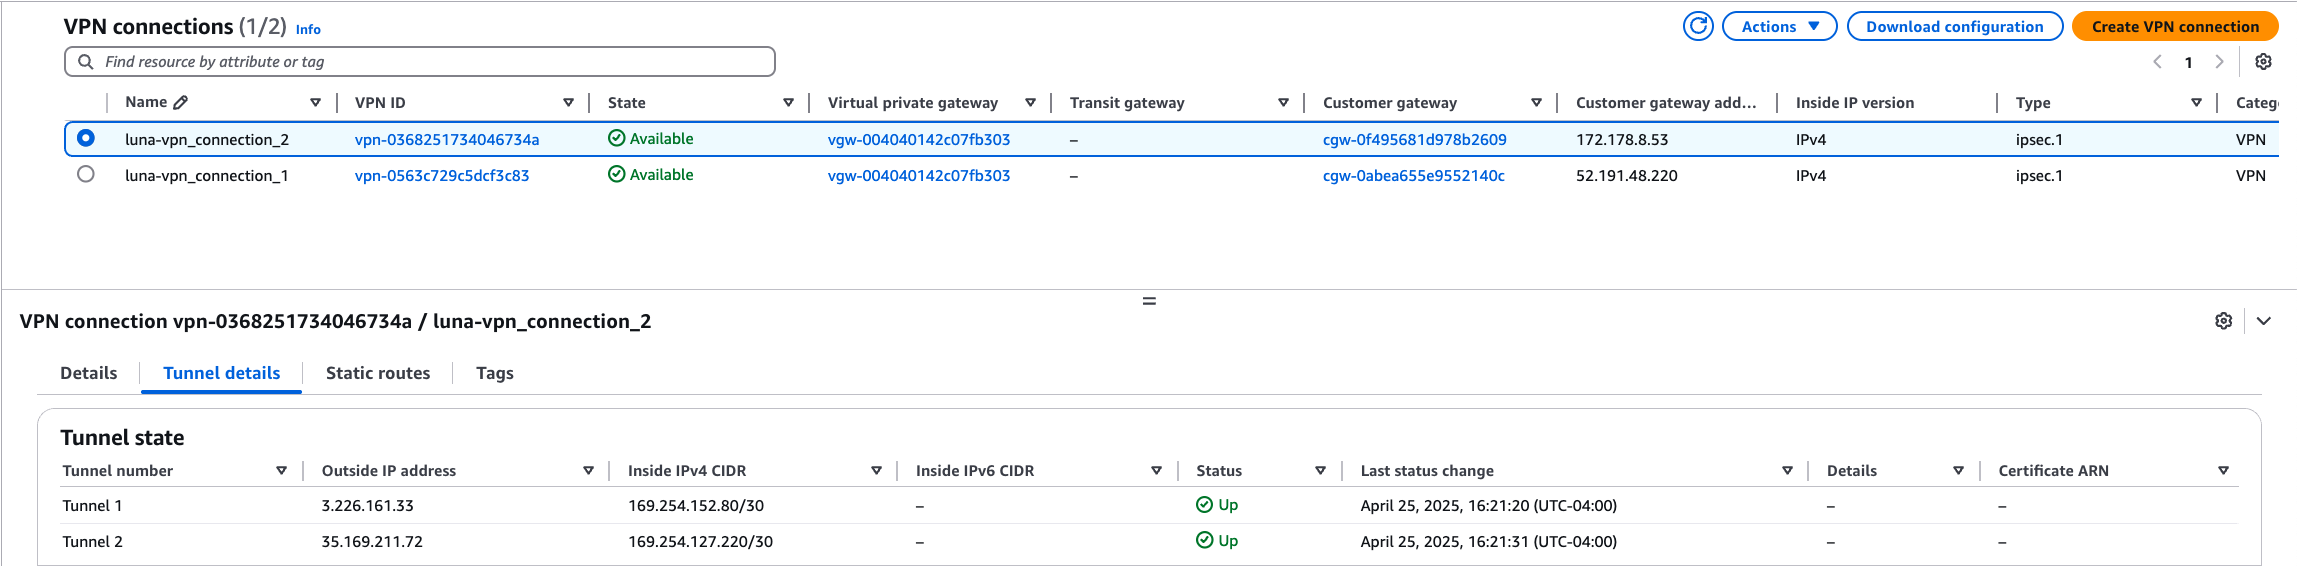 VPN connections (1/2) Info
Actions Download configuration Create VPN connection
Find resource by attribute or tag
1
Name VPN ID State Virtual private gateway Transit gateway Customer gateway Customer gateway add... Inside IP version Type Categ
luna-vpn_connection_2 vpn-0368251734046734a Available vgw-004040142c07fb303 – cgw-0f495681d978b2609 172.178.8.53 IPv4 ipsec.1 VPN
luna-vpn_connection_1 vpn-0563c729c5dcf3c83 Available vgw-004040142c07fb303 – cgw-0abea655e9552140c 52.191.48.220 IPv4 ipsec.1 VPN
VPN connection vpn-0368251734046734a / luna-vpn_connection_2
Details Tunnel details Static routes Tags
Tunnel state
Tunnel number Outside IP address Inside IPv4 CIDR Inside IPv6 CIDR Status Last status change Details Certificate ARN
Tunnel 1 3.226.161.33 169.254.152.80/30 – Up April 25, 2025, 16:21:20 (UTC-04:00) – –
Tunnel 2 35.169.211.72 169.254.127.220/30 – Up April 25, 2025, 16:21:31 (UTC-04:00) – –